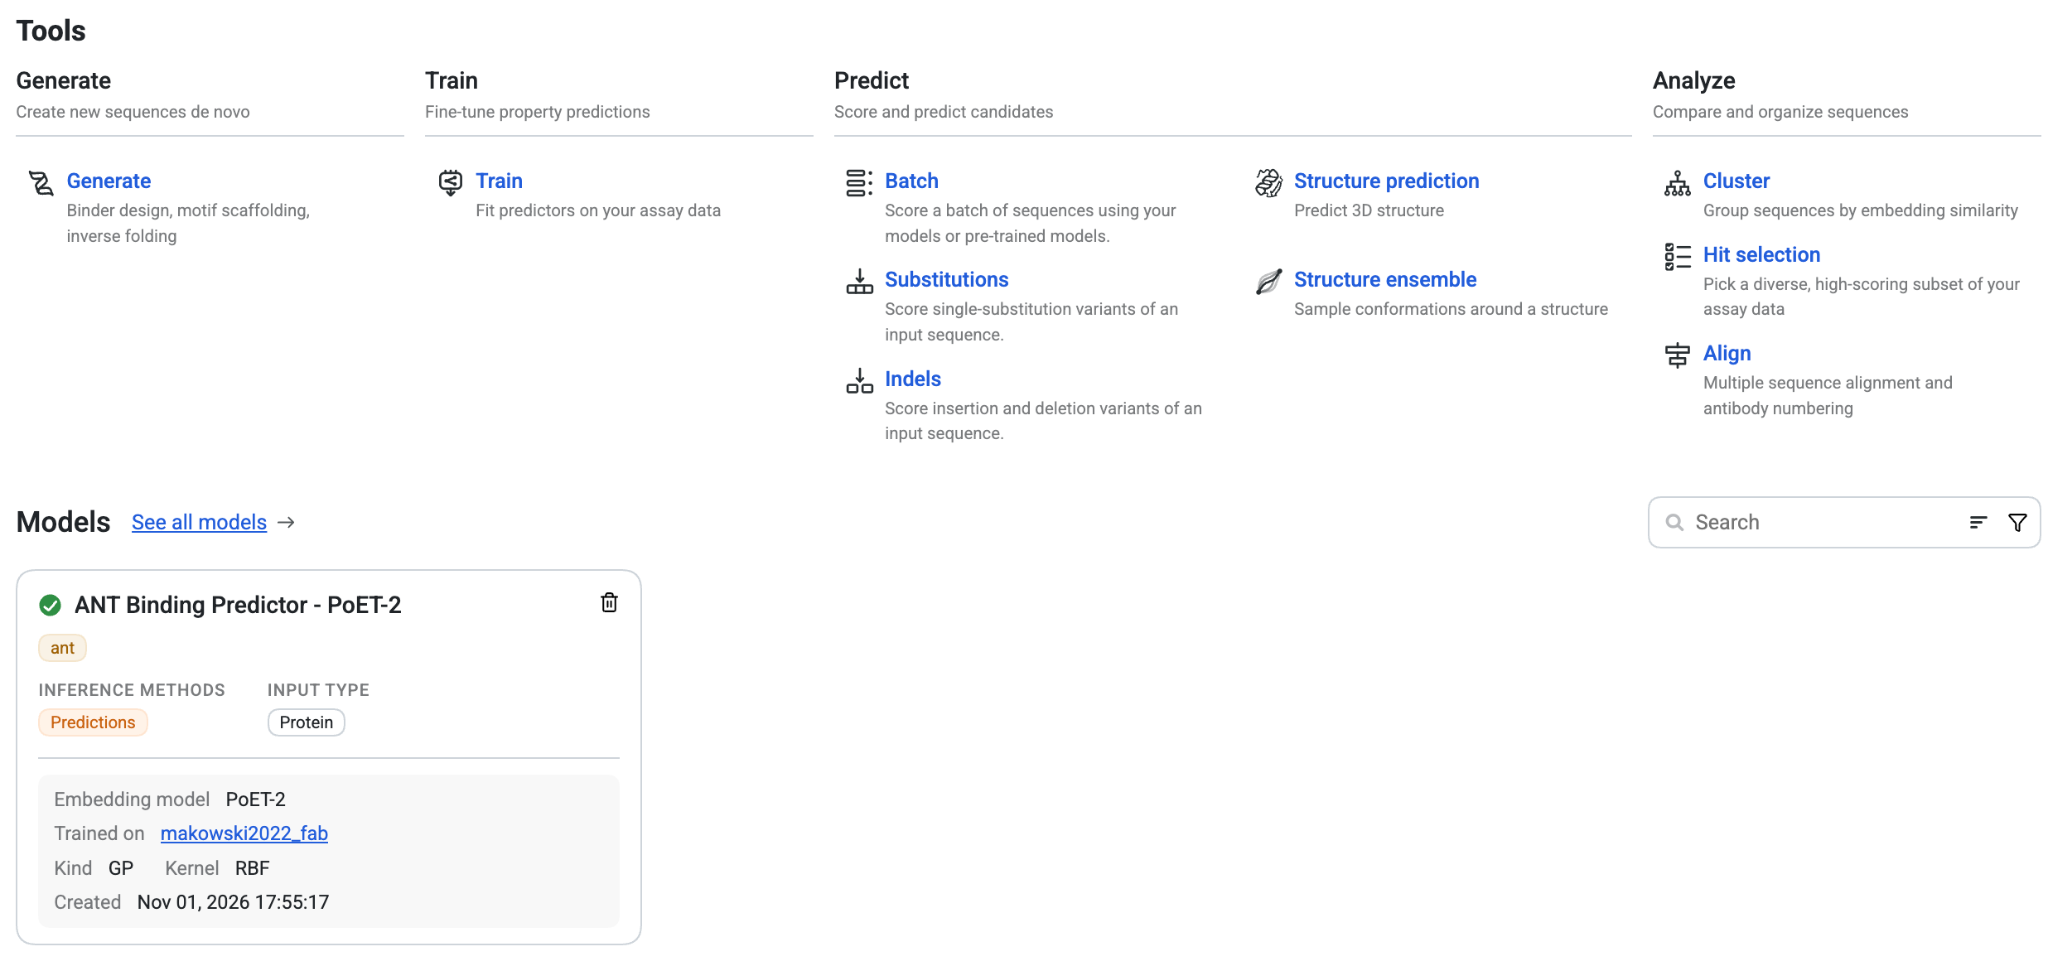 Tools
Generate
Create new sequences de novo
Generate
Binder design, motif scaffolding,
inverse folding
Train
Fine-tune property predictions
Train
Fit predictors on your assay data
Predict
Score and predict candidates
Batch
Score a batch of sequences using your
models or pre-trained models.
Substitutions
Score single-substitution variants of an
input sequence.
Indels
Score insertion and deletion variants of an
input sequence.
Structure prediction
Predict 3D structure
Structure ensemble
Sample conformations around a structure
Analyze
Compare and organize sequences
Cluster
Group sequences by embedding similarity
Hit selection
Pick a diverse, high-scoring subset of your
assay data
Align
Multiple sequence alignment and
antibody numbering
Models See all models →
Search
ANT Binding Predictor - PoET-2
ant
INFERENCE METHODS INPUT TYPE
Predictions Protein
Embedding model PoET-2
Trained on makowski2022_fab
Kind GP Kernel RBF
Created Nov 01, 2026 17:55:17